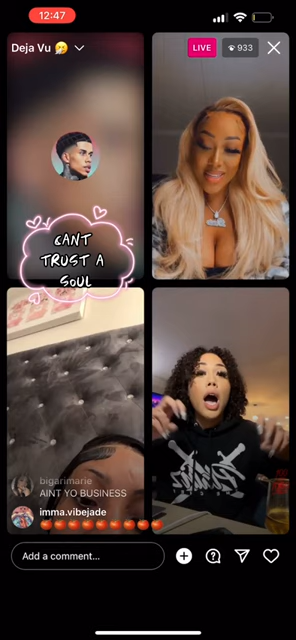 12:47
Deja Vu 🤧
LIVE
933
CANT
TRUST A
SOUL
bigarimarie
AINT YO BUSINESS
imma.vibejade
🍅🍅🍅🍅🍅🍅🍅🍅🍅
Add a comment...